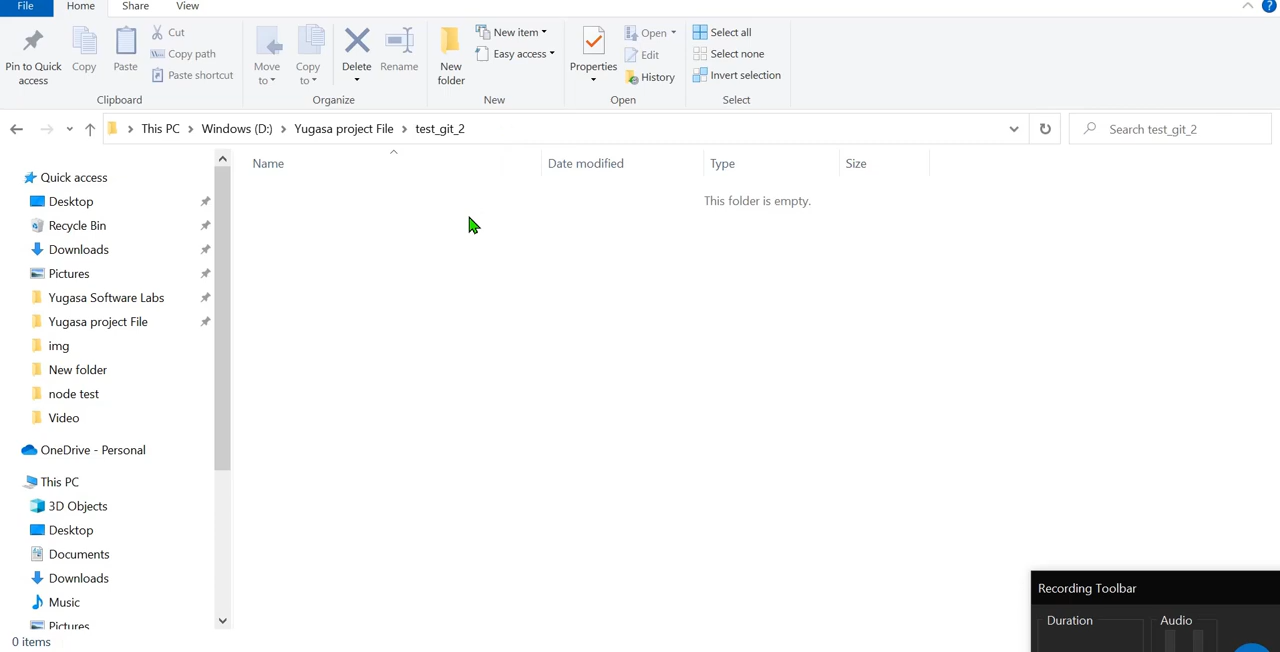 File Home Share View
Pin to Quick access
Copy
Paste
Cut
Copy path
Paste shortcut
Clipboard
Move to
Copy to
Delete
Rename
Organize
New folder
New item
Easy access
New
Properties
Open
Edit
History
Open
Select all
Select none
Invert selection
Select
This PC > Windows (D:) > Yugasa project File > test_git_2
Search test_git_2
Name Date modified Type Size
This folder is empty.
Quick access
Desktop
Recycle Bin
Downloads
Pictures
Yugasa Software Labs
Yugasa project File
img
New folder
node test
Video
OneDrive - Personal
This PC
3D Objects
Desktop
Documents
Downloads
Music
Pictures
0 items
Recording Toolbar
Duration Audio